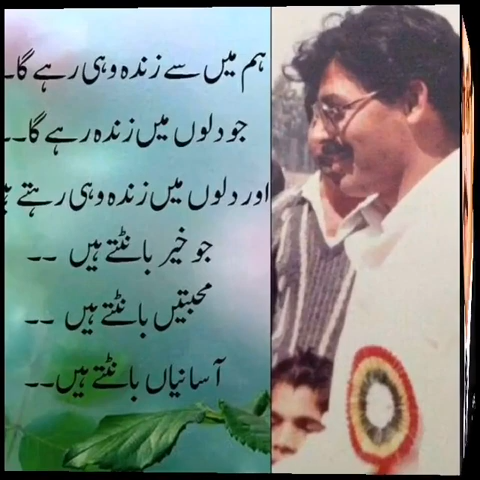 ہم میں سے زندہ وہی رہے گا۔
جو دلوں میں زندہ رہے گا۔۔
اور دلوں میں زندہ وہی رہتے
جو خیر بانٹتے ہیں ۔۔
محبتیں بانٹتے ہیں ۔۔
آسانیاں بانٹتے ہیں۔۔